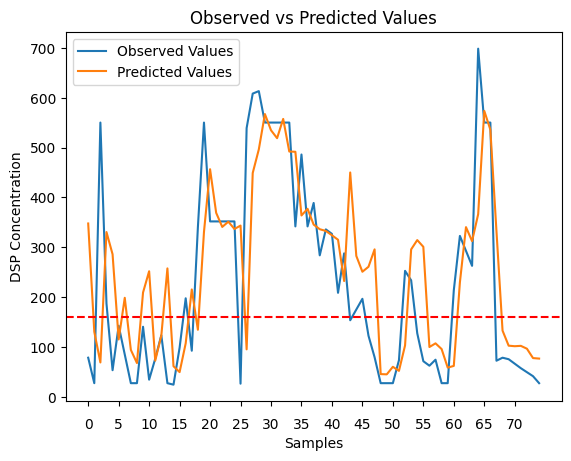 Observed vs Predicted Values
Observed Values
Predicted Values
700
600
500
400
300
200
100
0
DSP Concentration
0 5 10 15 20 25 30 35 40 45 50 55 60 65 70
Samples